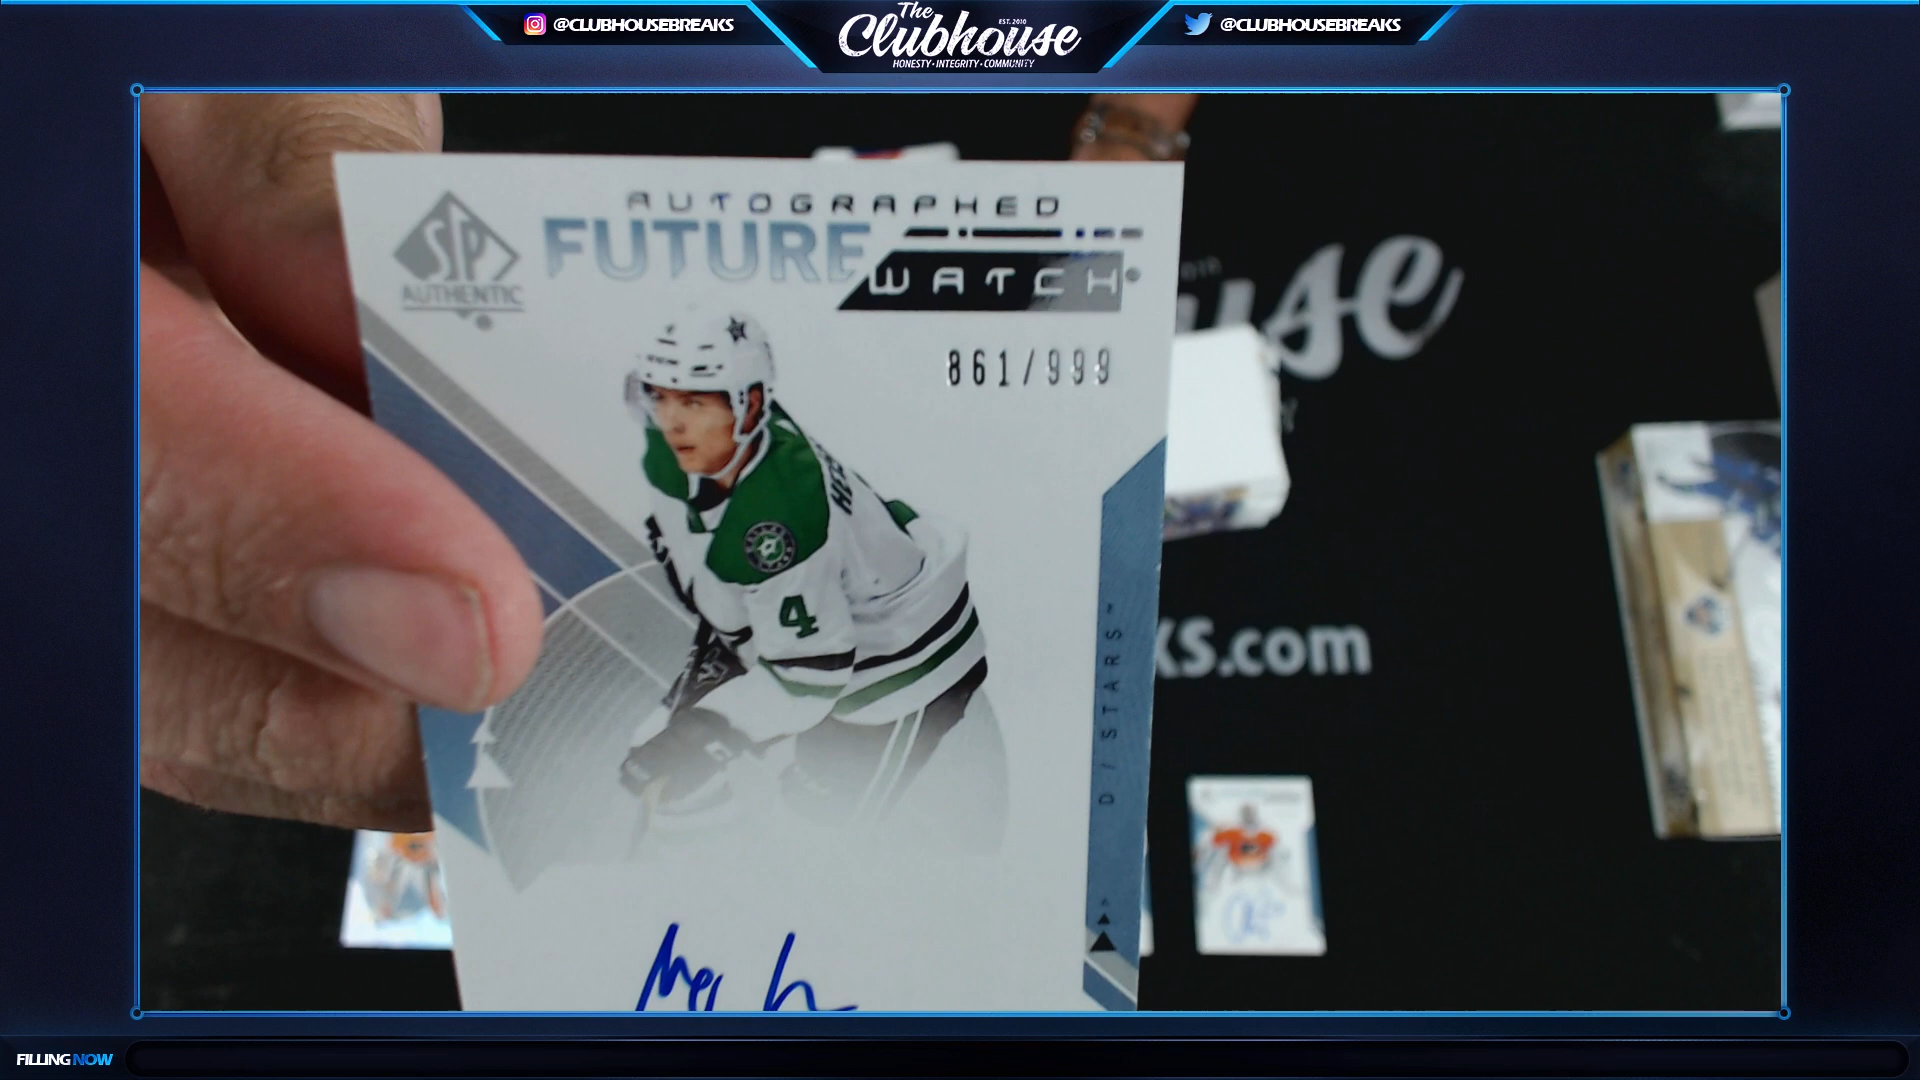 @CLUBHOUSEBREAKS
The
EST. 2010
Clubhouse
HONESTY • INTEGRITY • COMMUNITY
@CLUBHOUSEBREAKS
AUTOGRAPHED
FUTURE
WATCH
SP
AUTHENTIC
861/999
4
D / STARS
use
KS.com
FILLING NOW